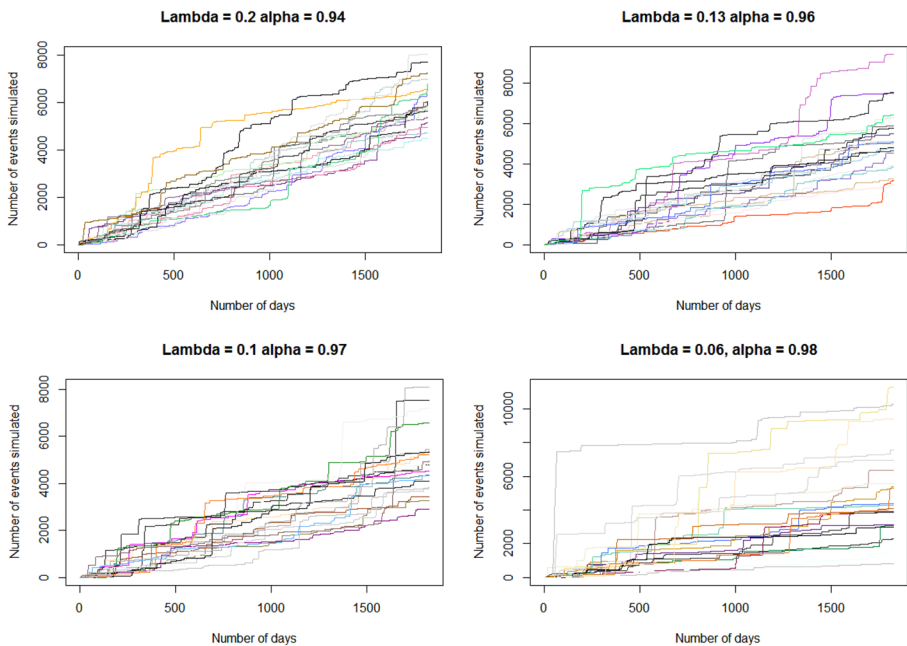 Lambda = 0.2 alpha = 0.94
Number of events simulated
0 2000 4000 6000 8000
0 500 1000 1500
Number of days
Lambda = 0.13 alpha = 0.96
Number of events simulated
0 2000 4000 6000 8000
0 500 1000 1500
Number of days
Lambda = 0.1 alpha = 0.97
Number of events simulated
0 2000 4000 6000 8000
0 500 1000 1500
Number of days
Lambda = 0.06, alpha = 0.98
Number of events simulated
0 2000 6000 10000
0 500 1000 1500
Number of days